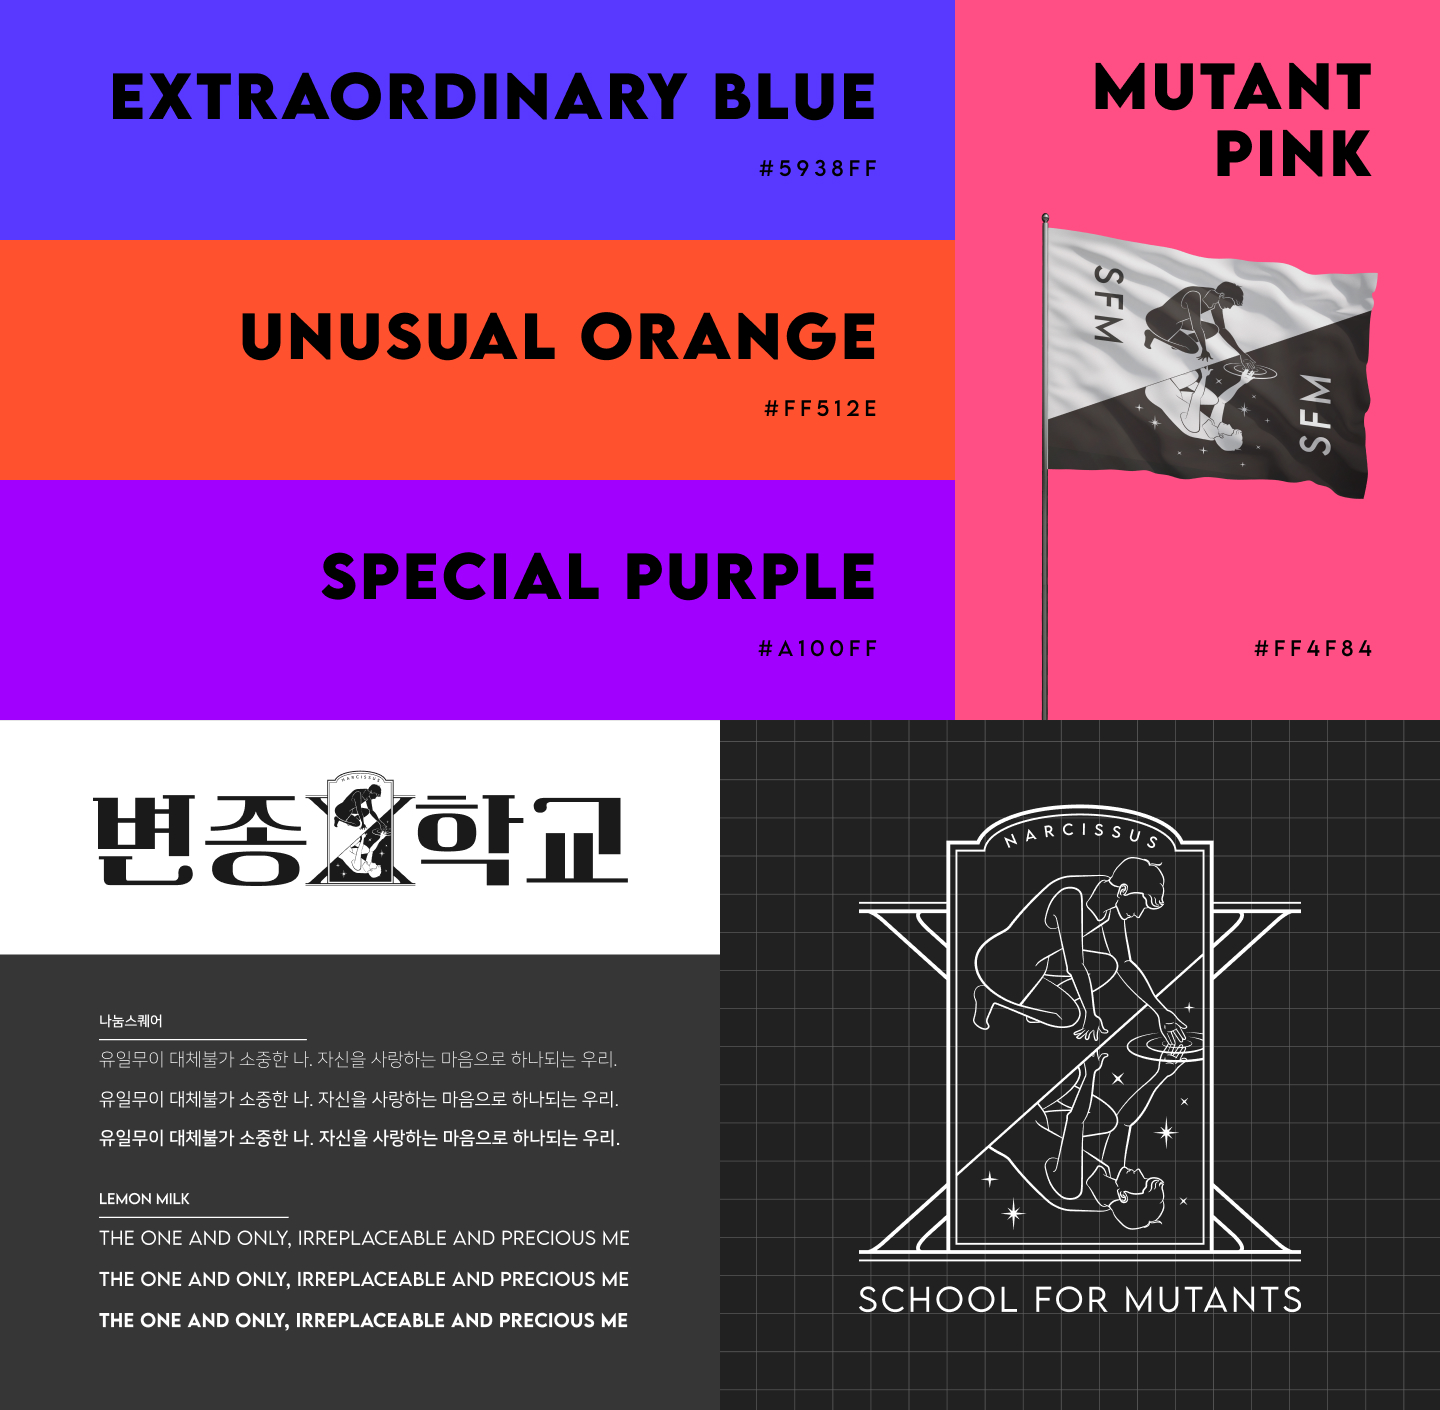 EXTRAORDINARY BLUE
#5938FF
UNUSUAL ORANGE
#FF512E
SPECIAL PURPLE
#A100FF
MUTANT
PINK
SFM
SFM
#FF4F84
변종
NARCISSUS
학교
나눔스퀘어
유일무이 대체불가 소중한 나. 자신을 사랑하는 마음으로 하나되는 우리.
유일무이 대체불가 소중한 나. 자신을 사랑하는 마음으로 하나되는 우리.
유일무이 대체불가 소중한 나. 자신을 사랑하는 마음으로 하나되는 우리.
LEMON MILK
THE ONE AND ONLY, IRREPLACEABLE AND PRECIOUS ME
THE ONE AND ONLY, IRREPLACEABLE AND PRECIOUS ME
THE ONE AND ONLY, IRREPLACEABLE AND PRECIOUS ME
NARCISSUS
SCHOOL FOR MUTANTS